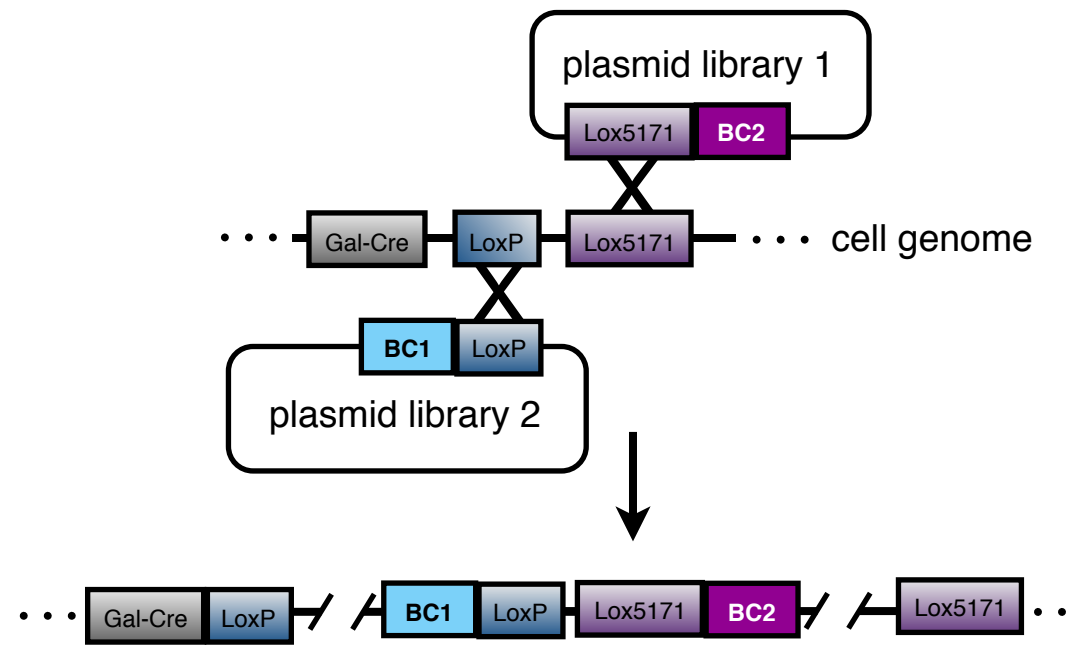 plasmid library 1
Lox5171 BC2
Gal-Cre LoxP Lox5171 cell genome
BC1 LoxP
plasmid library 2
Gal-Cre LoxP BC1 LoxP Lox5171 BC2 Lox5171